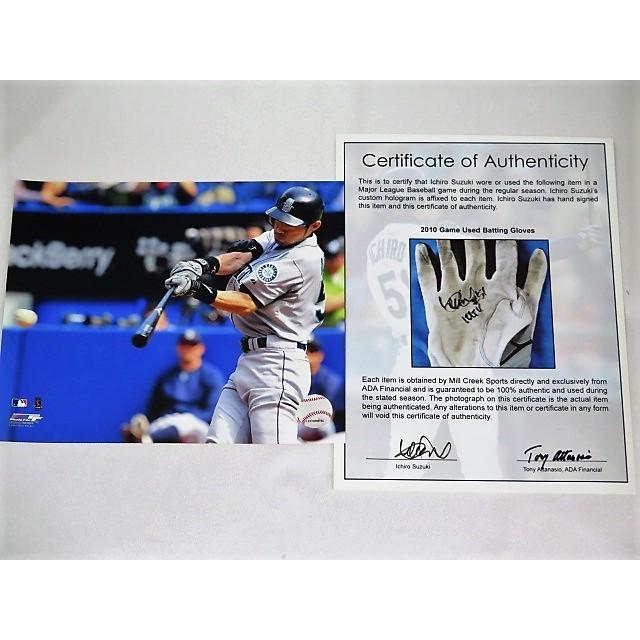 Certificate of Authenticity
This is to certify that Ichiro Suzuki wore or used the following item in a
Major League Baseball game during the regular season. Ichiro Suzuki's
custom hologram is affixed to each item. Ichiro Suzuki has hand signed
this item and this certificate of authenticity.
2010 Game Used Batting Gloves
ICHIRO
Each item is obtained by Mill Creek Sports directly and exclusively from
ADA Financial and is guaranteed to be 100% authentic and used during
the stated season. The photograph on this certificate is the actual item
being authenticated. Any alterations to this item or certificate in any form
will void this certificate of authenticity.
Tony Attanasio
Ichiro Suzuki
Tony Attanasio, ADA Financial
BlackBerry